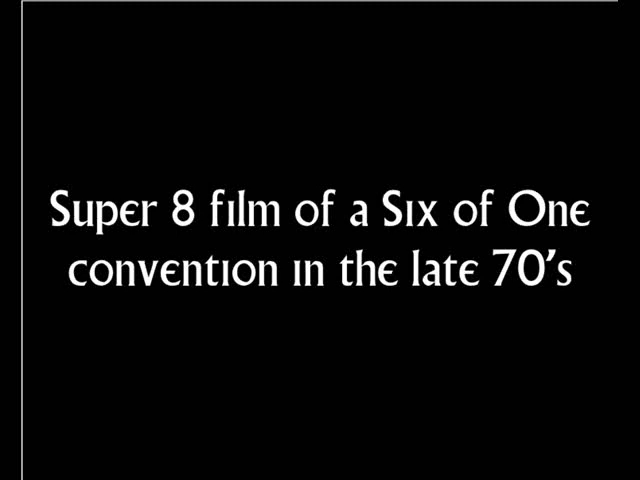 Super 8 film of a Six of One
convention in the late 70's